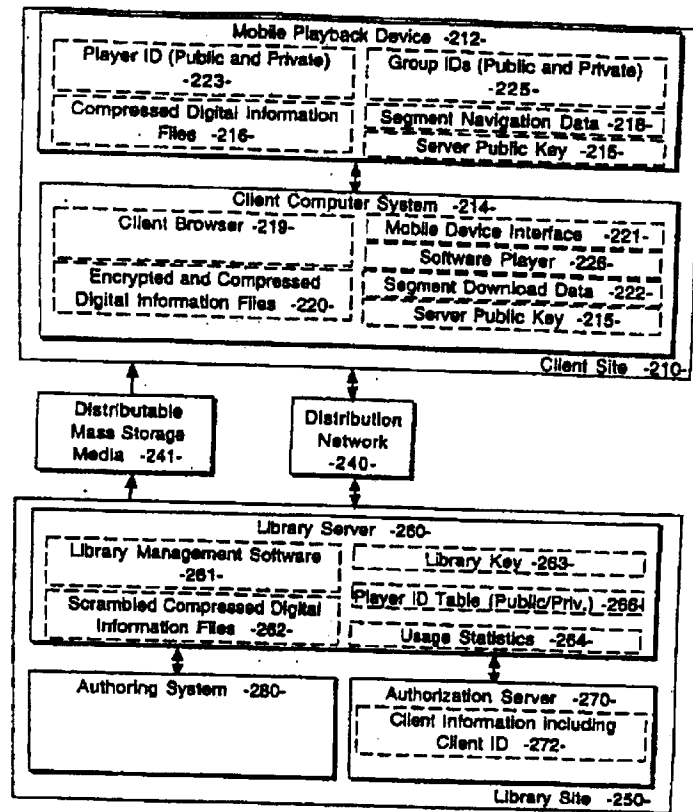 Mobile Playback Device -212-
Player ID (Public and Private)
-223-
Group IDs (Public and Private)
-225-
Compressed Digital Information
Files -216-
Segment Navigation Data -218-
Server Public Key -215-
Client Computer System -214-
Client Browser -219-
Mobile Device Interface -221-
Software Player -226-
Encrypted and Compressed
Digital Information Files -220-
Segment Download Data -222-
Server Public Key -215-
Client Site -210-
Distributable
Mass Storage
Media -241-
Distribution
Network
-240-
Library Server -260-
Library Management Software
-261-
Library Key -263-
Player ID Table (Public/Priv.) -266-
Scrambled Compressed Digital
Information Files -262-
Usage Statistics -264-
Authoring System -280-
Authorization Server -270-
Client Information including
Client ID -272-
Library Site -250-